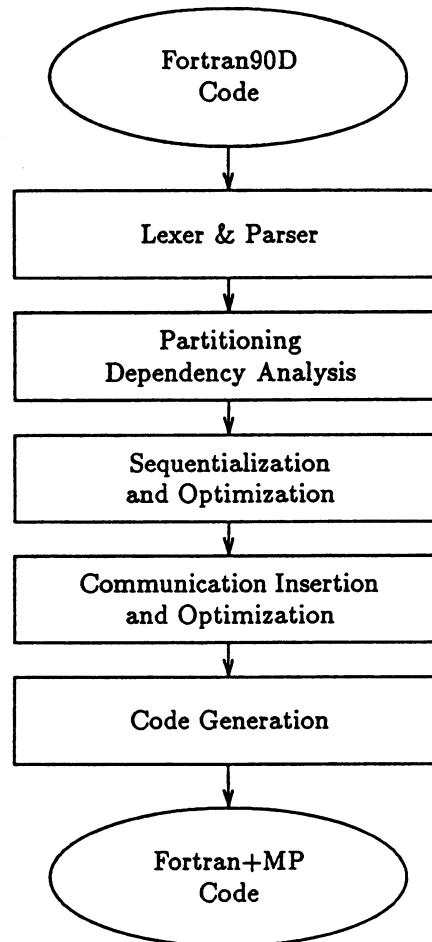 Fortran90D
Code
Lexer & Parser
Partitioning
Dependency Analysis
Sequentialization
and Optimization
Communication Insertion
and Optimization
Code Generation
Fortran+MP
Code